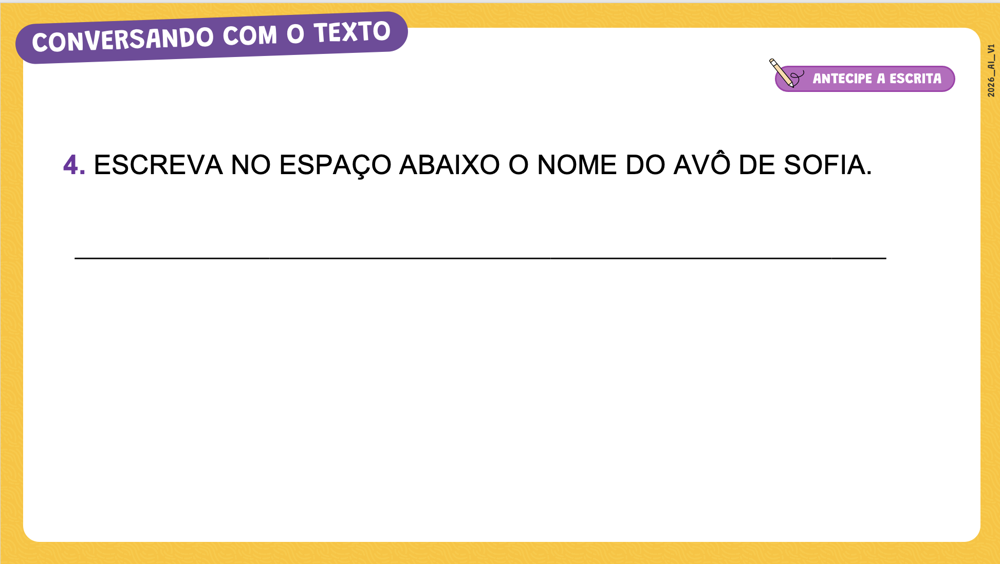 CONVERSANDO COM O TEXTO
ANTECIPE A ESCRITA
2026_AI_V1
4. ESCREVA NO ESPAÇO ABAIXO O NOME DO AVÔ DE SOFIA.